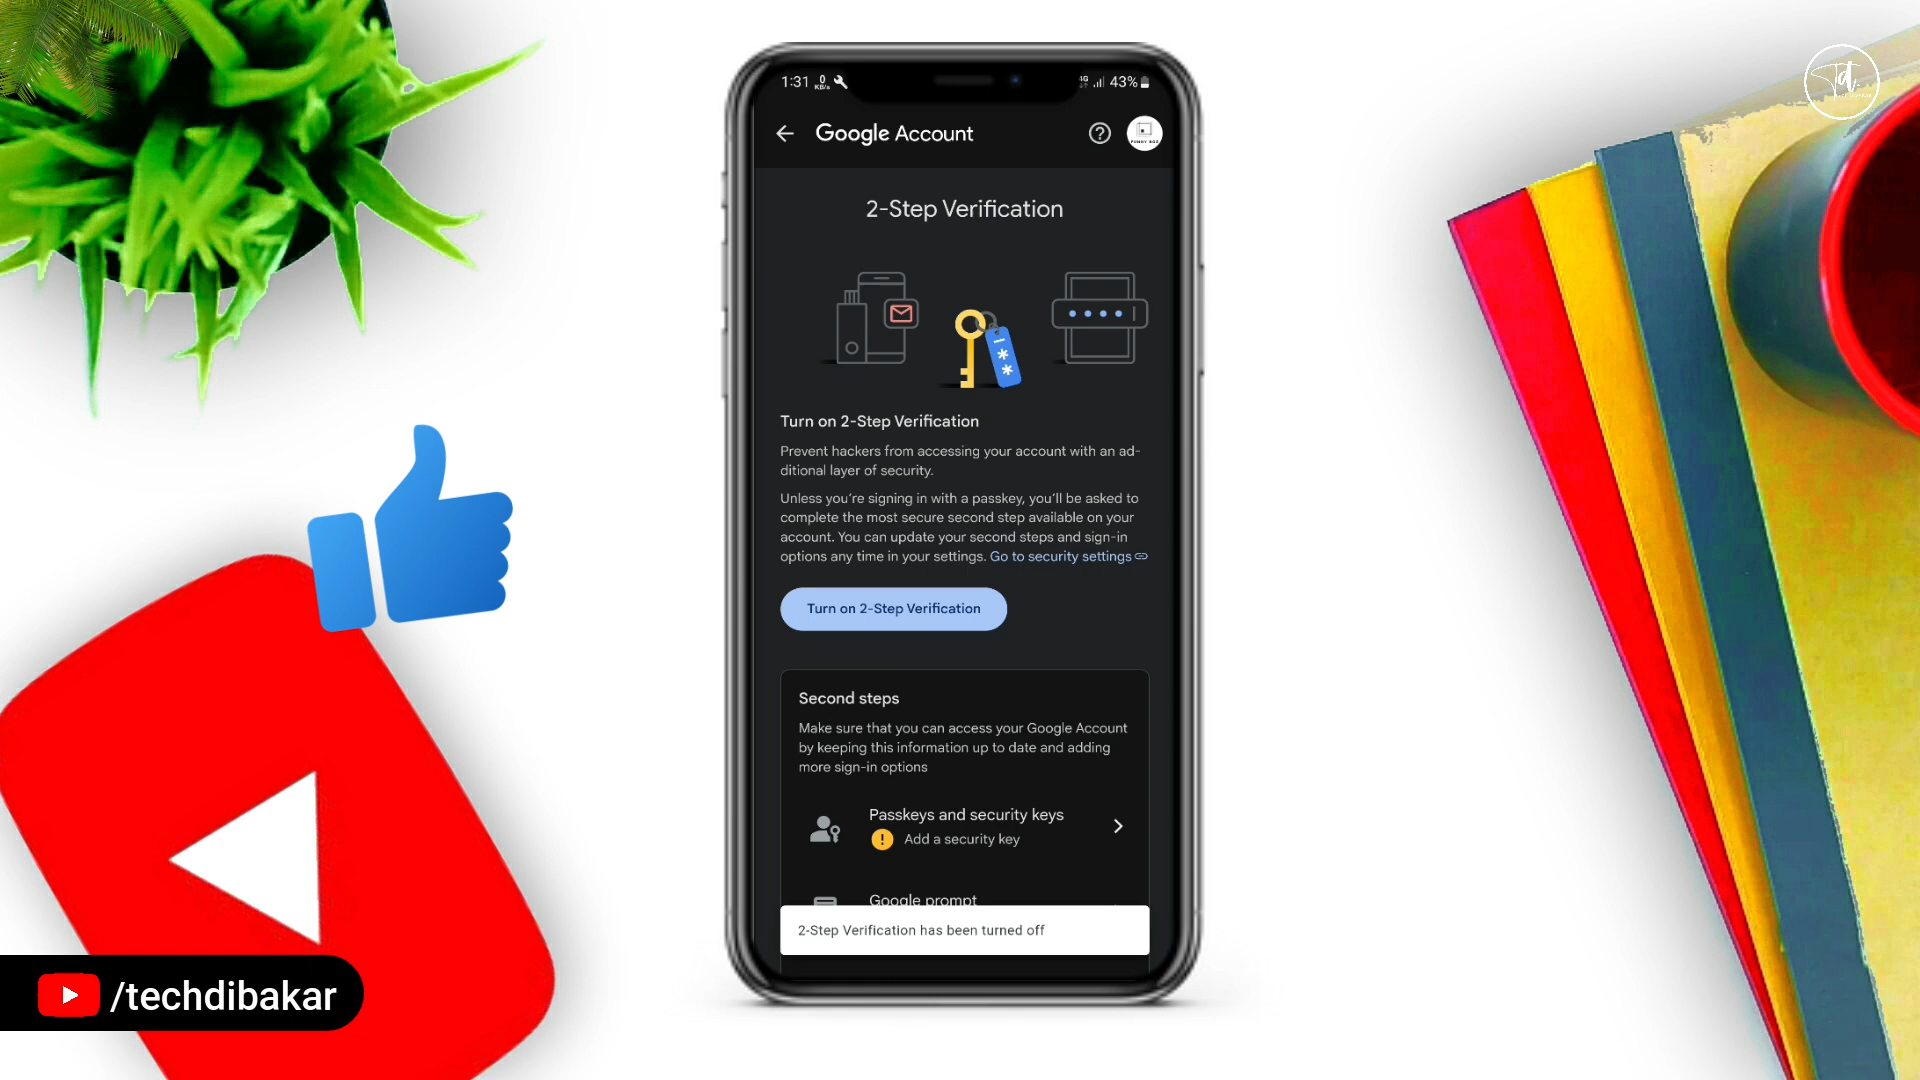 1:31 0 KB/s 4G 43%
Google Account
2-Step Verification
Turn on 2-Step Verification
Prevent hackers from accessing your account with an ad-
ditional layer of security.
Unless you're signing in with a passkey, you'll be asked to
complete the most secure second step available on your
account. You can update your second steps and sign-in
options any time in your settings. Go to security settings
Turn on 2-Step Verification
Second steps
Make sure that you can access your Google Account
by keeping this information up to date and adding
more sign-in options
Passkeys and security keys
! Add a security key
Google prompt
2-Step Verification has been turned off
/techdibakar